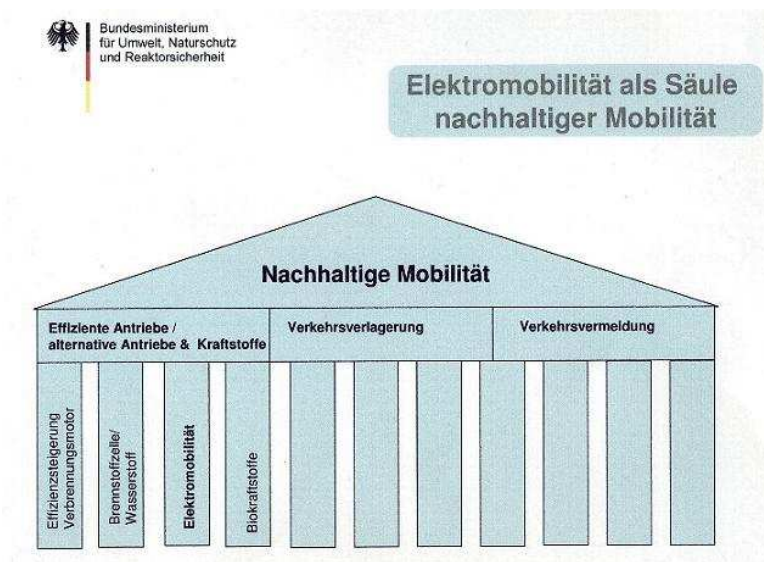 Bundesministerium
für Umwelt, Naturschutz
und Reaktorsicherheit
Elektromobilität als Säule
nachhaltiger Mobilität
Nachhaltige Mobilität
Effiziente Antriebe /
alternative Antriebe & Kraftstoffe
Verkehrsverlagerung
Verkehrsvermeidung
Effizienzsteigerung
Verbrennungsmotor
Brennstoffzelle/
Wasserstoff
Elektromobilität
Biokraftstoffe